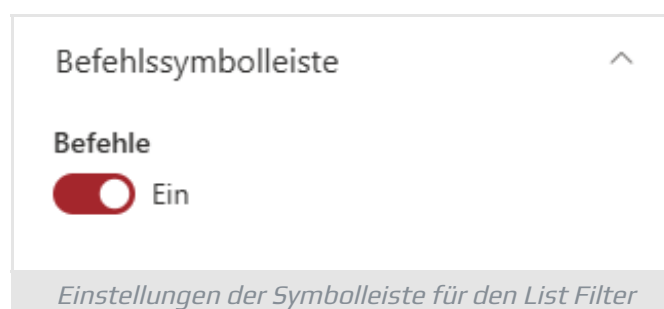 Befehlssymbolleiste
Befehle
Ein
Einstellungen der Symbolleiste für den List Filter